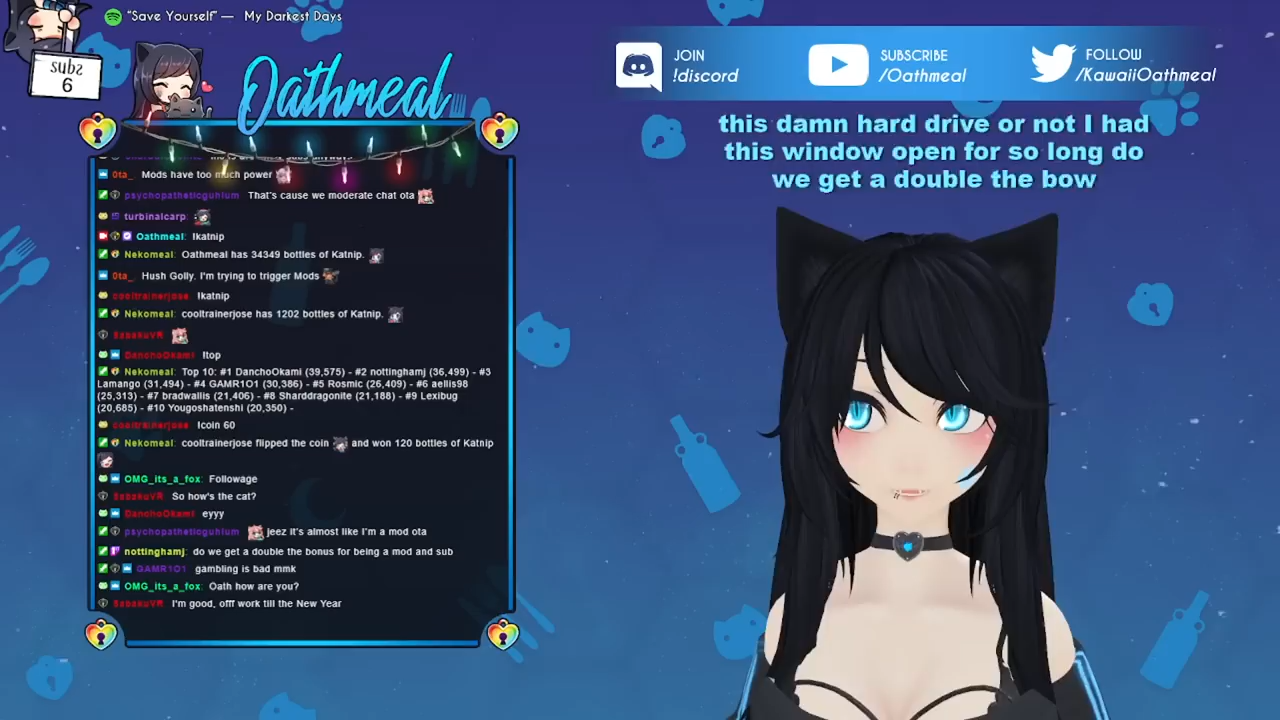 "Save Yourself" — My Darkest Days
subs
6
Oathmeal
JOIN
!discord
SUBSCRIBE
/Oathmeal
FOLLOW
/KawaiiOathmeal
this damn hard drive or not I had
this window open for so long do
we get a double the bow
0ta_ Mods have too much power
psychopatheticguhlum That's cause we moderate chat ota
turbinalcarp:
Oathmeal: !katnip
Nekomeal: Oathmeal has 34349 bottles of Katnip.
0ta_ Hush Golly. I'm trying to trigger Mods
cooltrainerjose !katnip
Nekomeal: cooltrainerjose has 1202 bottles of Katnip.
DanchoOkami !top
Nekomeal: Top 10: #1 DanchoOkami (39,575) - #2 nottinghamj (36,499) - #3
Lamango (31,494) - #4 GAMR1O1 (30,386) - #5 Rosmic (26,409) - #6 aellis98
(25,313) - #7 bradwallis (21,406) - #8 Sharddragonite (21,188) - #9 Lexibug
(20,685) - #10 Yougoshatenshi (20,350) -
cooltrainerjose !coin 60
Nekomeal: cooltrainerjose flipped the coin and won 120 bottles of Katnip
OMG_its_a_fox: Followage
So how's the cat?
DanchoOkami eyyy
psychopatheticguhlum jeez it's almost like I'm a mod ota
nottinghamj: do we get a double the bonus for being a mod and sub
GAMR1O1 gambling is bad mmk
OMG_its_a_fox: Oath how are you?
I'm good, offf work till the New Year